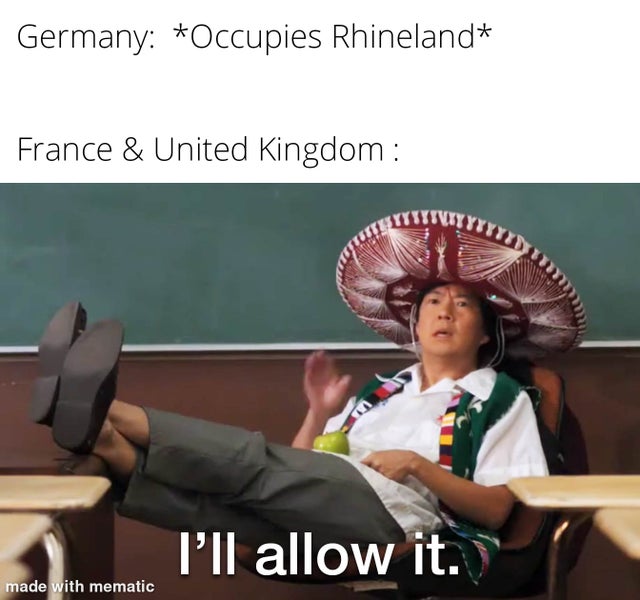 Germany: *Occupies Rhineland*
France & United Kingdom :
I'll allow it.
made with mematic